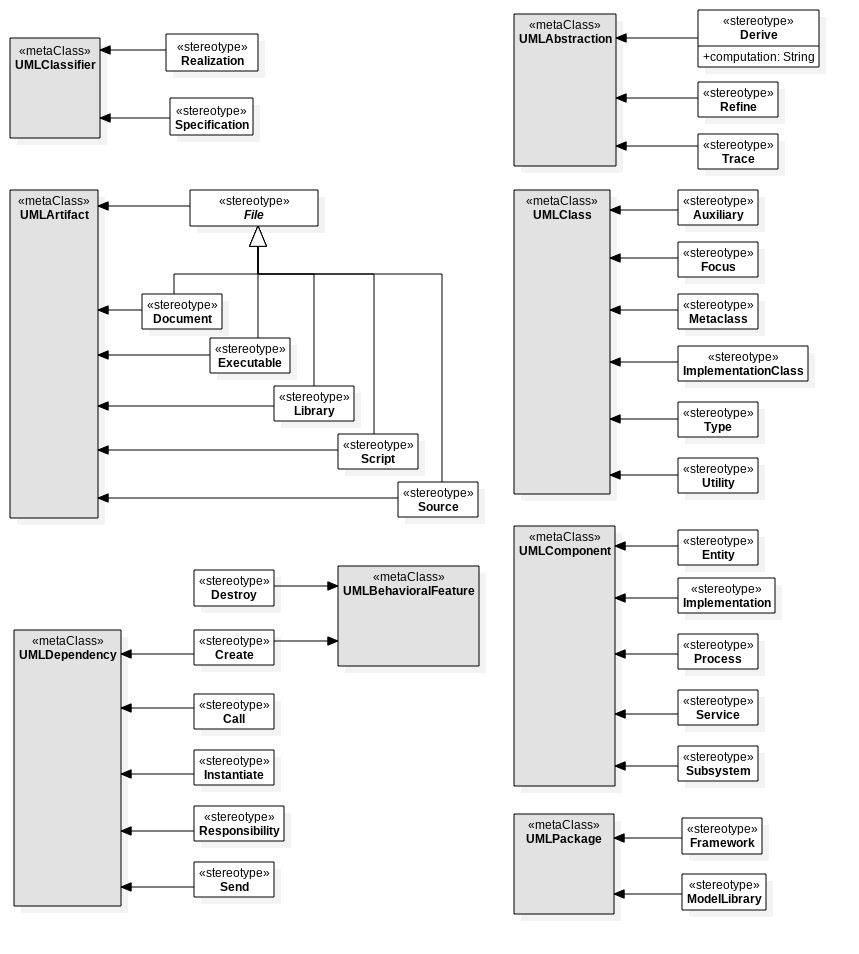 «metaClass»
UMLClassifier
«stereotype»
Realization
«stereotype»
Specification
«metaClass»
UMLAbstraction
«stereotype»
Derive
+computation: String
«stereotype»
Refine
«stereotype»
Trace
«metaClass»
UMLArtifact
«stereotype»
File
«stereotype»
Document
«stereotype»
Executable
«stereotype»
Library
«stereotype»
Script
«stereotype»
Source
«metaClass»
UMLClass
«stereotype»
Auxiliary
«stereotype»
Focus
«stereotype»
Metaclass
«stereotype»
ImplementationClass
«stereotype»
Type
«stereotype»
Utility
«stereotype»
Destroy
«metaClass»
UMLBehavioralFeature
«metaClass»
UMLDependency
«stereotype»
Create
«stereotype»
Call
«stereotype»
Instantiate
«stereotype»
Responsibility
«stereotype»
Send
«metaClass»
UMLComponent
«stereotype»
Entity
«stereotype»
Implementation
«stereotype»
Process
«stereotype»
Service
«stereotype»
Subsystem
«metaClass»
UMLPackage
«stereotype»
Framework
«stereotype»
ModelLibrary